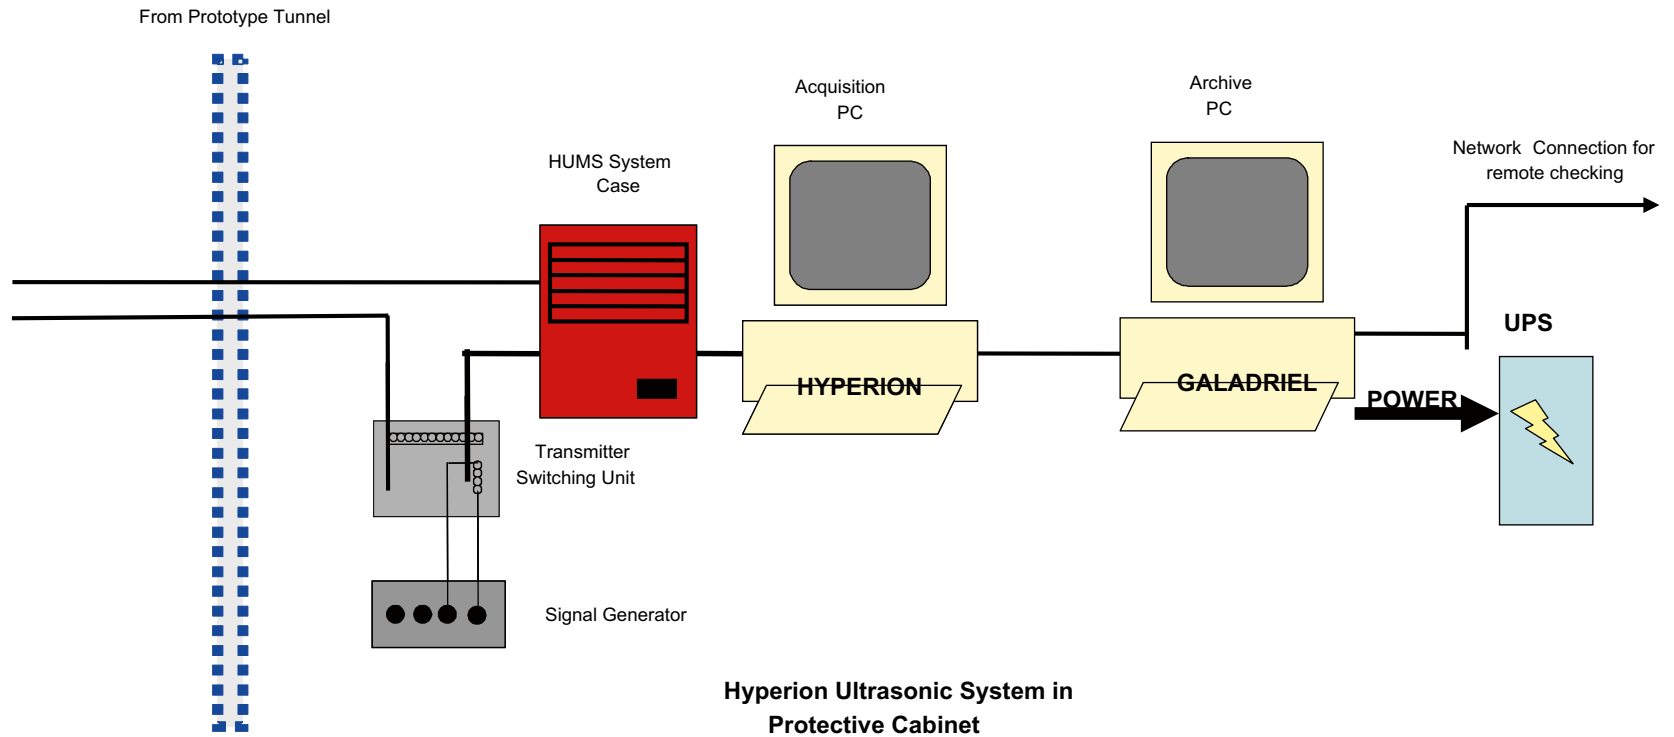 From Prototype Tunnel
Acquisition
PC
Archive
PC
HUMS System
Case
Network Connection for
remote checking
UPS
HYPERION
GALADRIEL
POWER
Transmitter
Switching Unit
Signal Generator
Hyperion Ultrasonic System in
Protective Cabinet